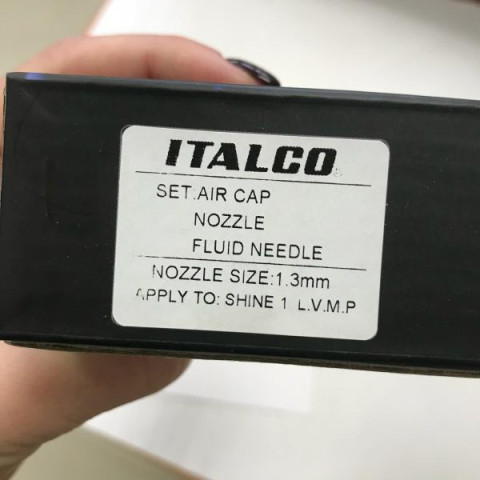 ITALCO
SET.AIR CAP
NOZZLE
FLUID NEEDLE
NOZZLE SIZE:1.3mm
APPLY TO: SHINE 1 L.V.M.P